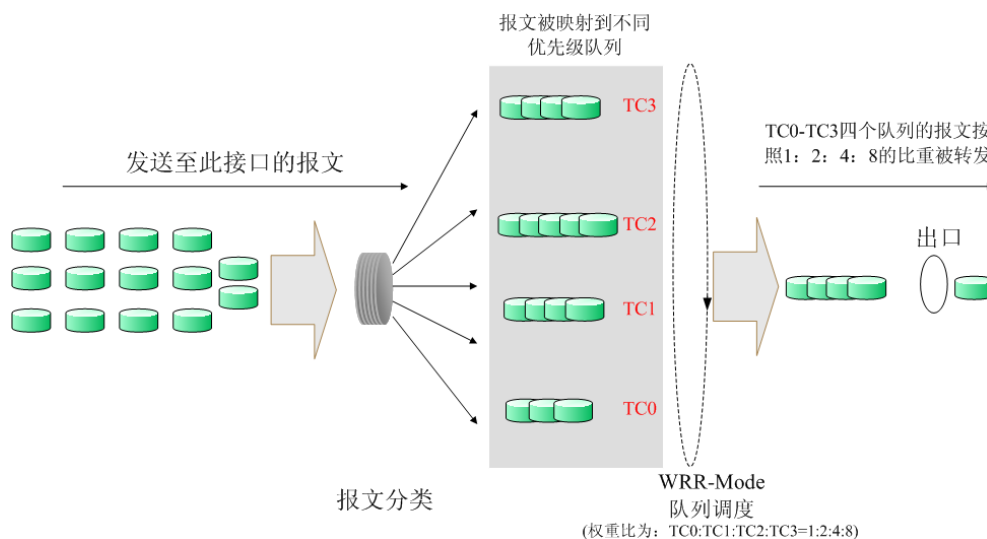 报文被映射到不同
优先级队列
TC3
TC0-TC3四个队列的报文按
照1：2：4：8的比重被转发
发送至此接口的报文
TC2
出口
TC1
TC0
WRR-Mode
报文分类
队列调度
(权重比为：TC0:TC1:TC2:TC3=1:2:4:8)